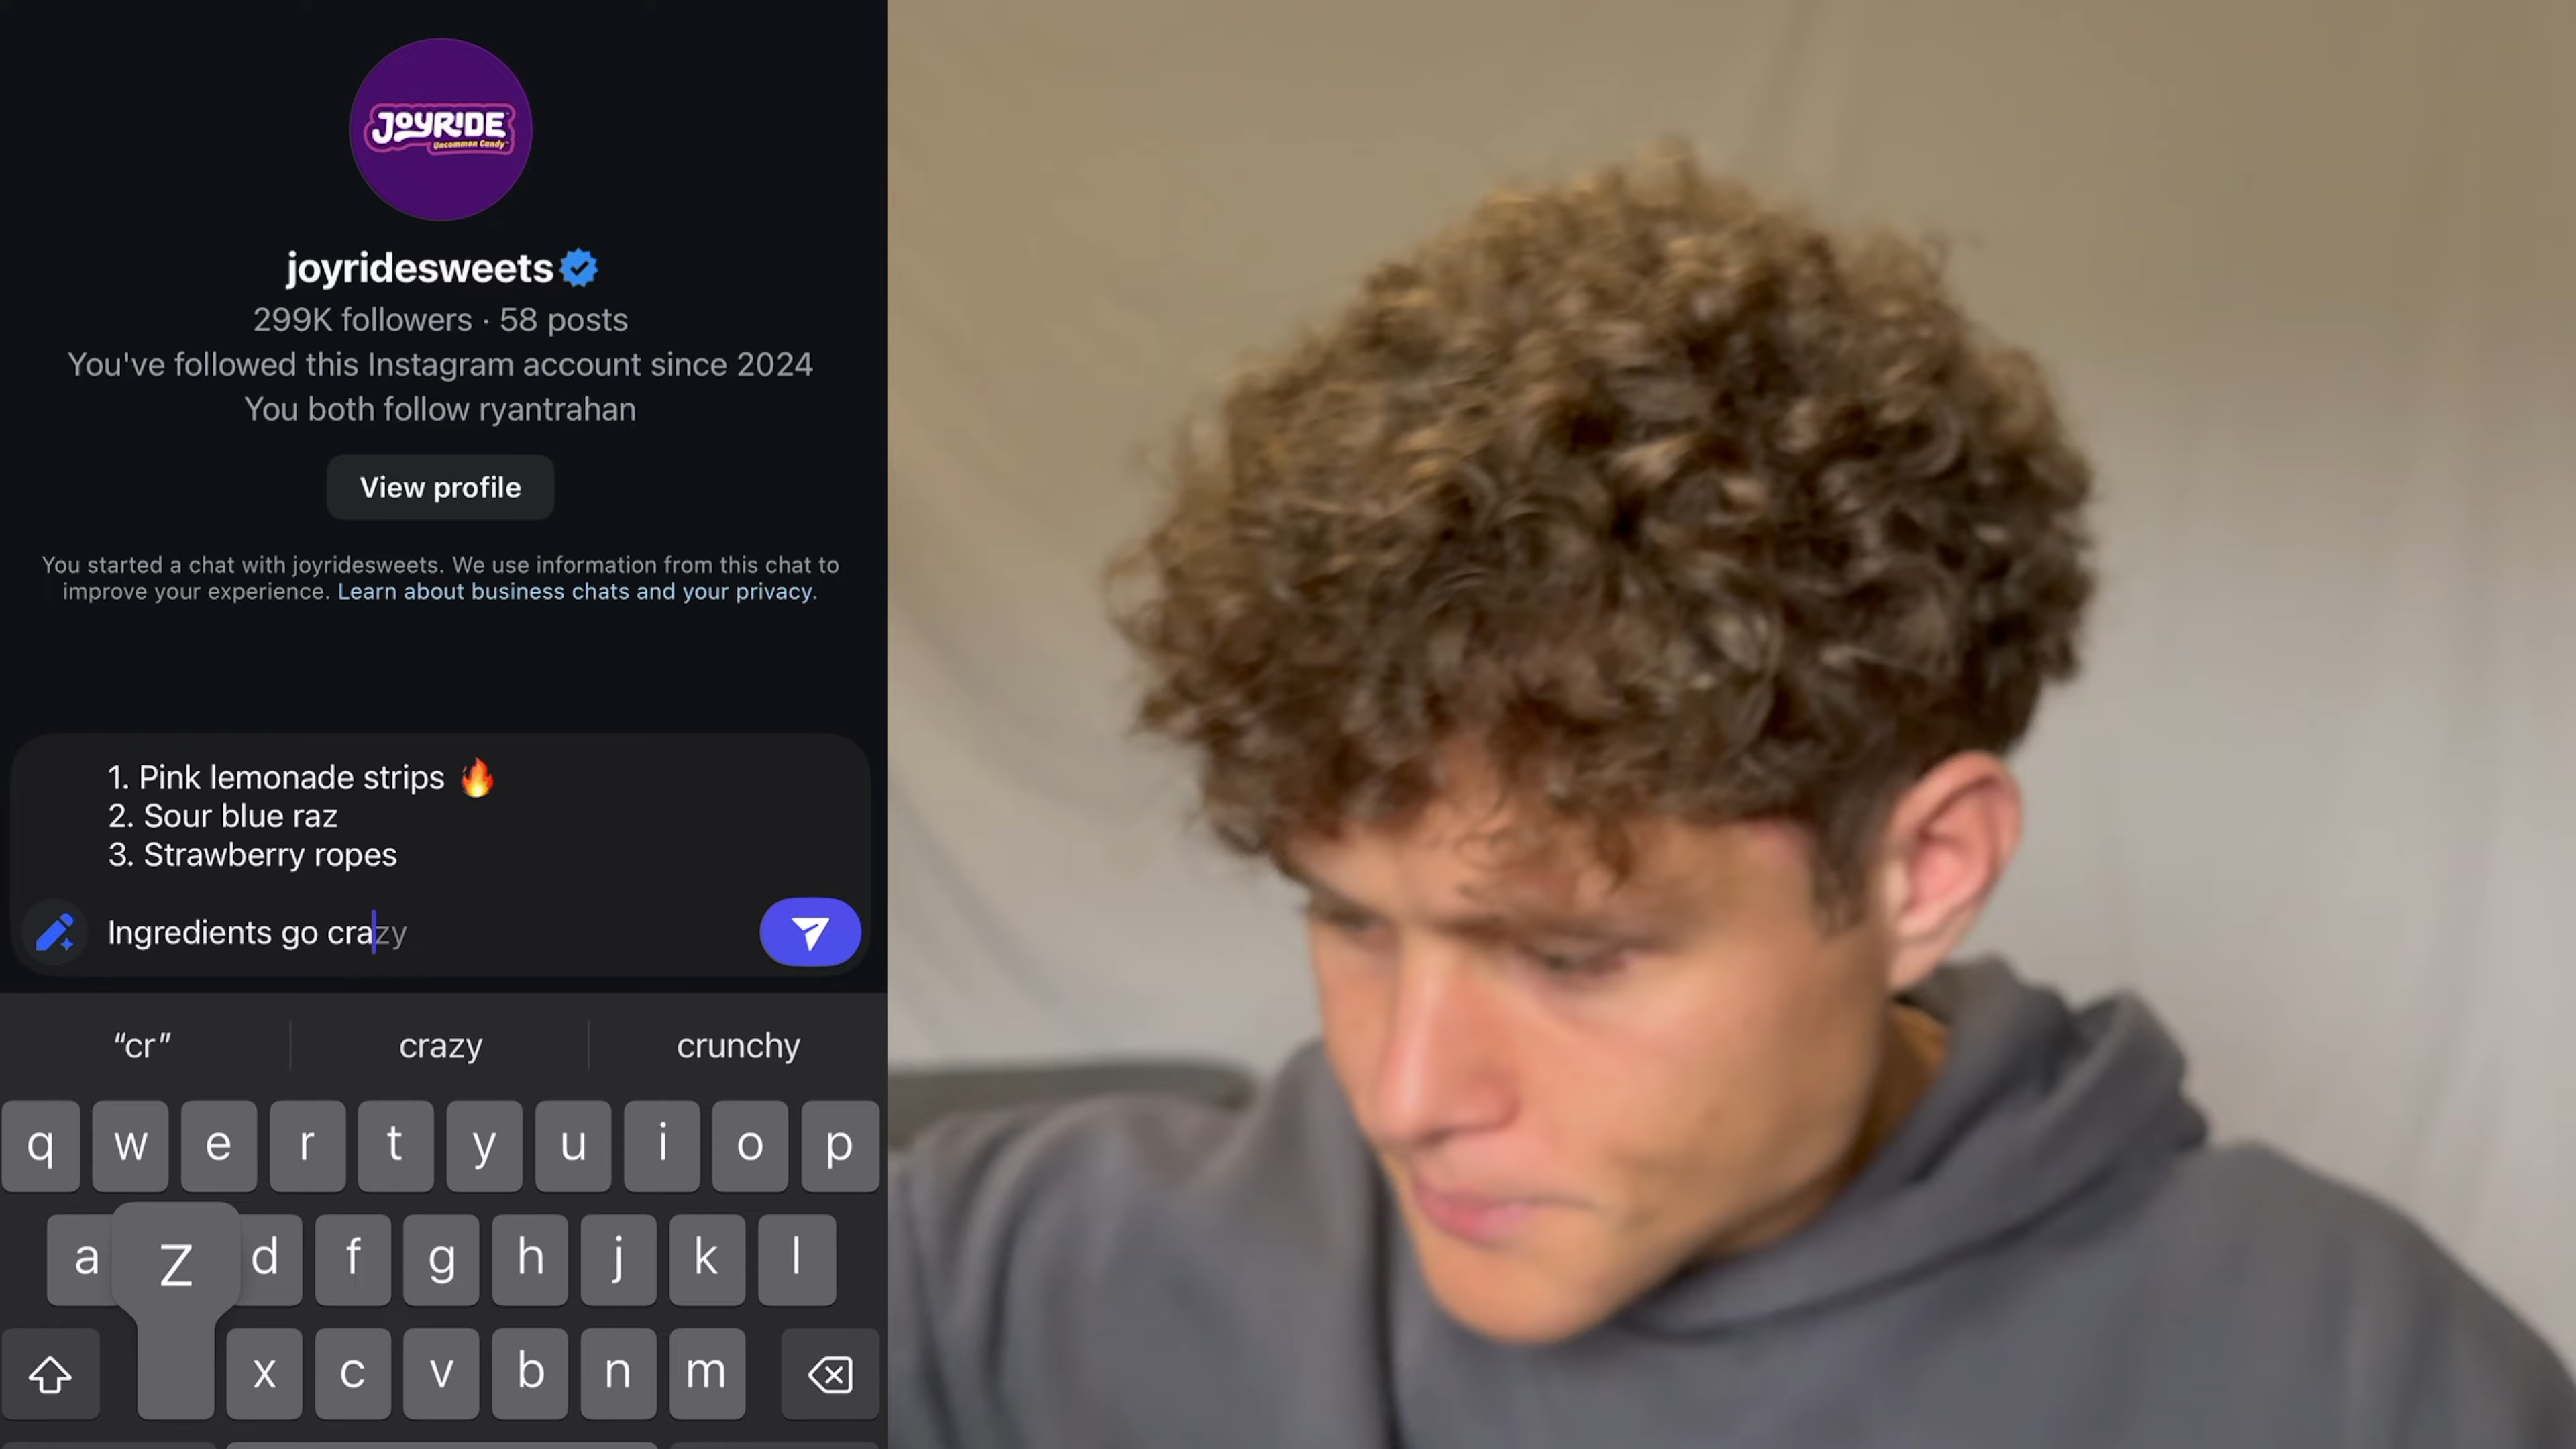 JOYRIDE
Uncommon Candy
joyridesweets
299K followers · 58 posts
You've followed this Instagram account since 2024
You both follow ryantrahan
View profile
You started a chat with joyridesweets. We use information from this chat to
improve your experience. Learn about business chats and your privacy.
1. Pink lemonade strips 🔥
2. Sour blue raz
3. Strawberry ropes
Ingredients go crazy
“cr” crazy crunchy
q w e r t y u i o p
a z d f g h j k l
x c v b n m